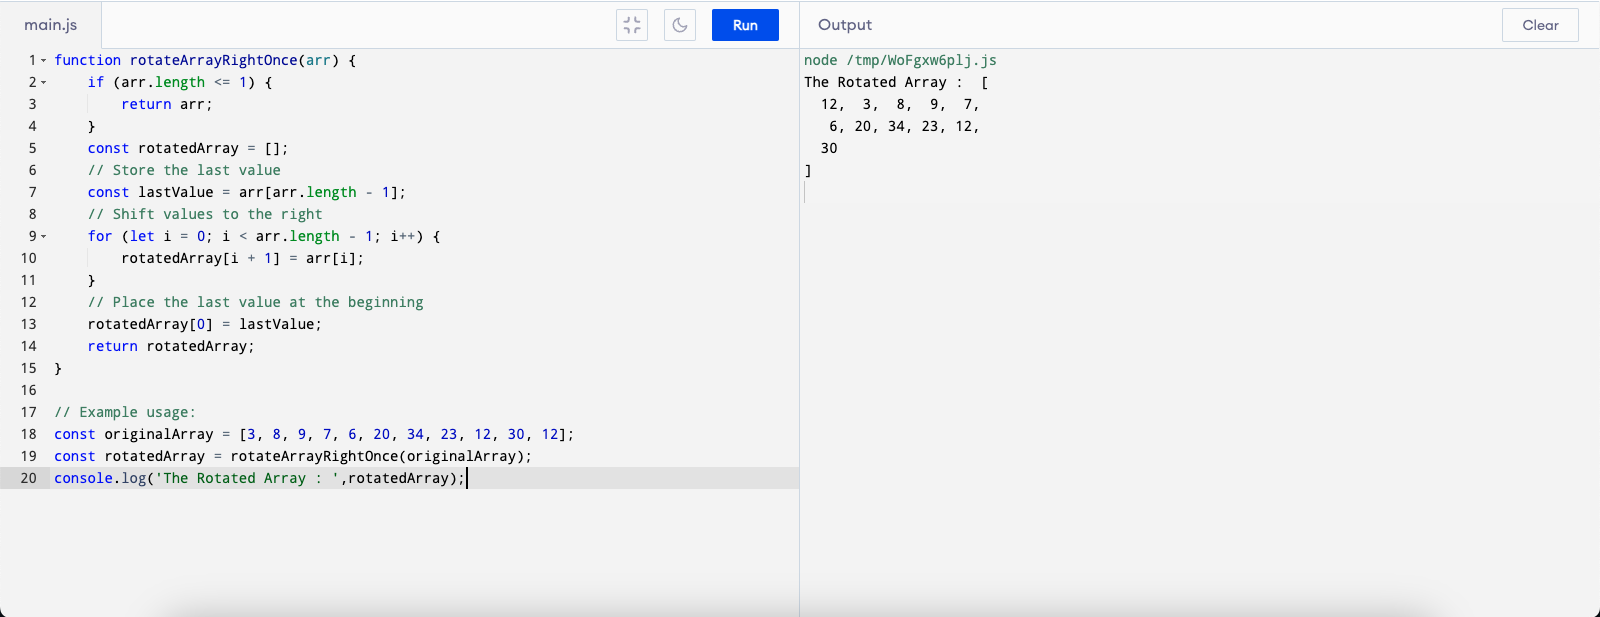 main.js
Run
Output
Clear
1 function rotateArrayRightOnce(arr) {
2     if (arr.length <= 1) {
3         return arr;
4     }
5     const rotatedArray = [];
6     // Store the last value
7     const lastValue = arr[arr.length - 1];
8     // Shift values to the right
9     for (let i = 0; i < arr.length - 1; i++) {
10         rotatedArray[i + 1] = arr[i];
11     }
12     // Place the last value at the beginning
13     rotatedArray[0] = lastValue;
14     return rotatedArray;
15 }
16
17 // Example usage:
18 const originalArray = [3, 8, 9, 7, 6, 20, 34, 23, 12, 30, 12];
19 const rotatedArray = rotateArrayRightOnce(originalArray);
20 console.log('The Rotated Array : ',rotatedArray);
node /tmp/WoFgxw6plj.js
The Rotated Array :  [
  12,  3,  8,  9,  7,
   6, 20, 34, 23, 12,
  30
]